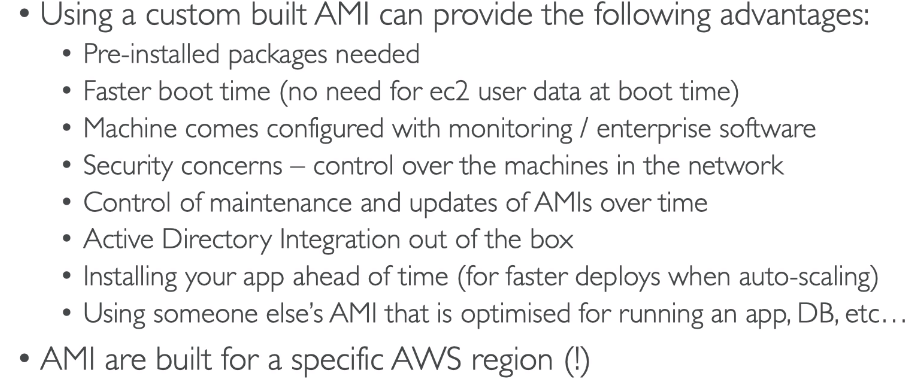 • Using a custom built AMI can provide the following advantages:
• Pre-installed packages needed
• Faster boot time (no need for ec2 user data at boot time)
• Machine comes configured with monitoring / enterprise software
• Security concerns – control over the machines in the network
• Control of maintenance and updates of AMIs over time
• Active Directory Integration out of the box
• Installing your app ahead of time (for faster deploys when auto-scaling)
• Using someone else’s AMI that is optimised for running an app, DB, etc…
• AMI are built for a specific AWS region (!)